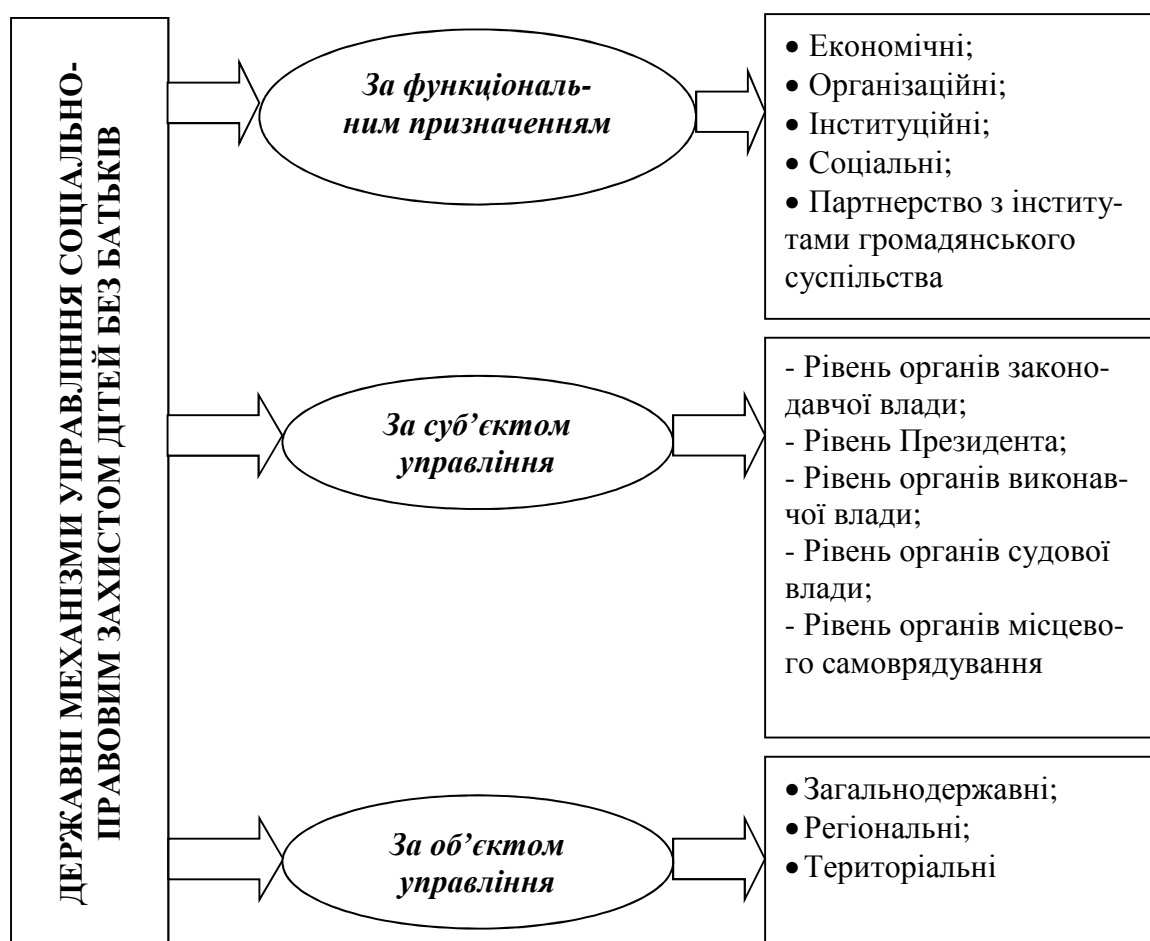 ДЕРЖАВНІ МЕХАНІЗМИ УПРАВЛІННЯ СОЦІАЛЬНО-
ПРАВОВИМ ЗАХИСТОМ ДІТЕЙ БЕЗ БАТЬКІВ
За функціональ-
ним призначенням
• Економічні;
• Організаційні;
• Інституційні;
• Соціальні;
• Партнерство з інститу-
тами громадянського
суспільства
За суб’єктом
управління
- Рівень органів законо-
давчої влади;
- Рівень Президента;
- Рівень органів виконав-
чої влади;
- Рівень органів судової
влади;
- Рівень органів місцево-
го самоврядування
За об’єктом
управління
• Загальнодержавні;
• Регіональні;
• Територіальні